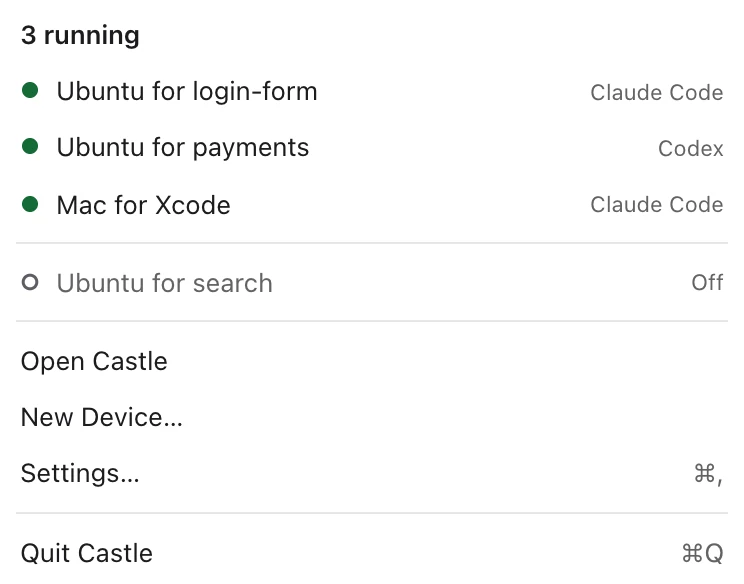 3 running
Ubuntu for login-form Claude Code
Ubuntu for payments Codex
Mac for Xcode Claude Code
Ubuntu for search Off
Open Castle
New Device...
Settings... ⌘,
Quit Castle ⌘Q